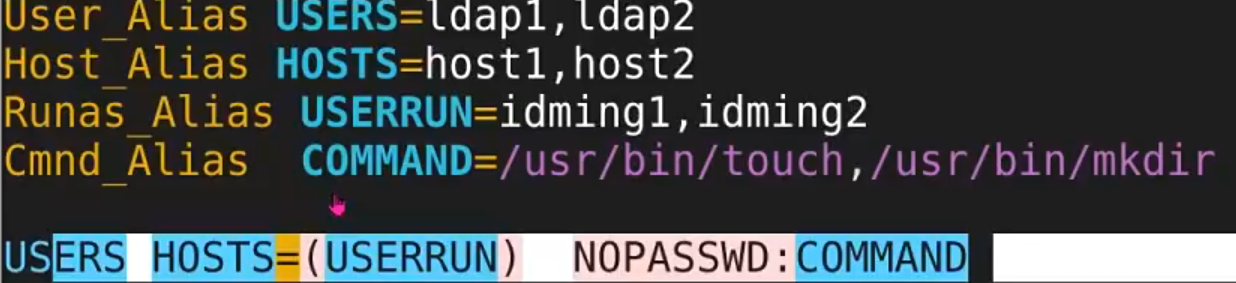 User_Alias USERS=ldap1,ldap2
Host_Alias HOSTS=host1,host2
Runas_Alias USERRUN=idming1,idming2
Cmnd_Alias  COMMAND=/usr/bin/touch,/usr/bin/mkdir
USERS HOSTS=(USERRUN)  NOPASSWD:COMMAND